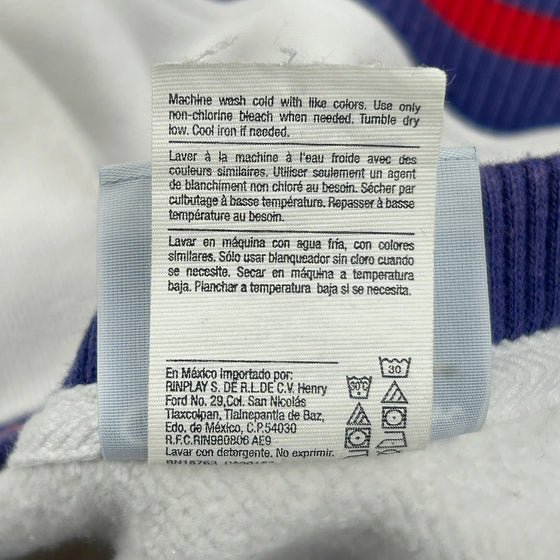 Machine wash cold with like colors. Use only
non-chlorine bleach when needed. Tumble dry
low. Cool iron if needed.
Laver à la machine à l'eau froide avec des
couleurs similaires. Utiliser seulement un agent
de blanchiment non chloré au besoin. Sécher par
culbutage à basse température. Repasser à basse
température au besoin.
Lavar en máquina con agua fría, con colores
similares. Sólo usar blanqueador sin cloro cuando
se necesite. Secar en máquina a temperatura
baja. Planchar a temperatura baja si se necesita.
En México Importado por:
RINPLAY S. DE R.L.DE C.V. Henry
Ford No. 29,Col. San Nicolás
Tlaxcolpan, Tlalnepantla de Baz,
Edo. de México, C.P.54030
R.F.C.RIN980806 AE9
Lavar con detergente. No exprimir.
30
30°C